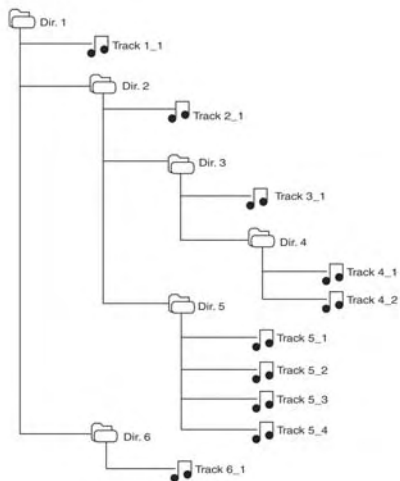 Dir. 1
Track 1_1
Dir. 2
Track 2_1
Dir. 3
Track 3_1
Dir. 4
Track 4_1
Track 4_2
Dir. 5
Track 5_1
Track 5_2
Track 5_3
Track 5_4
Dir. 6
Track 6_1